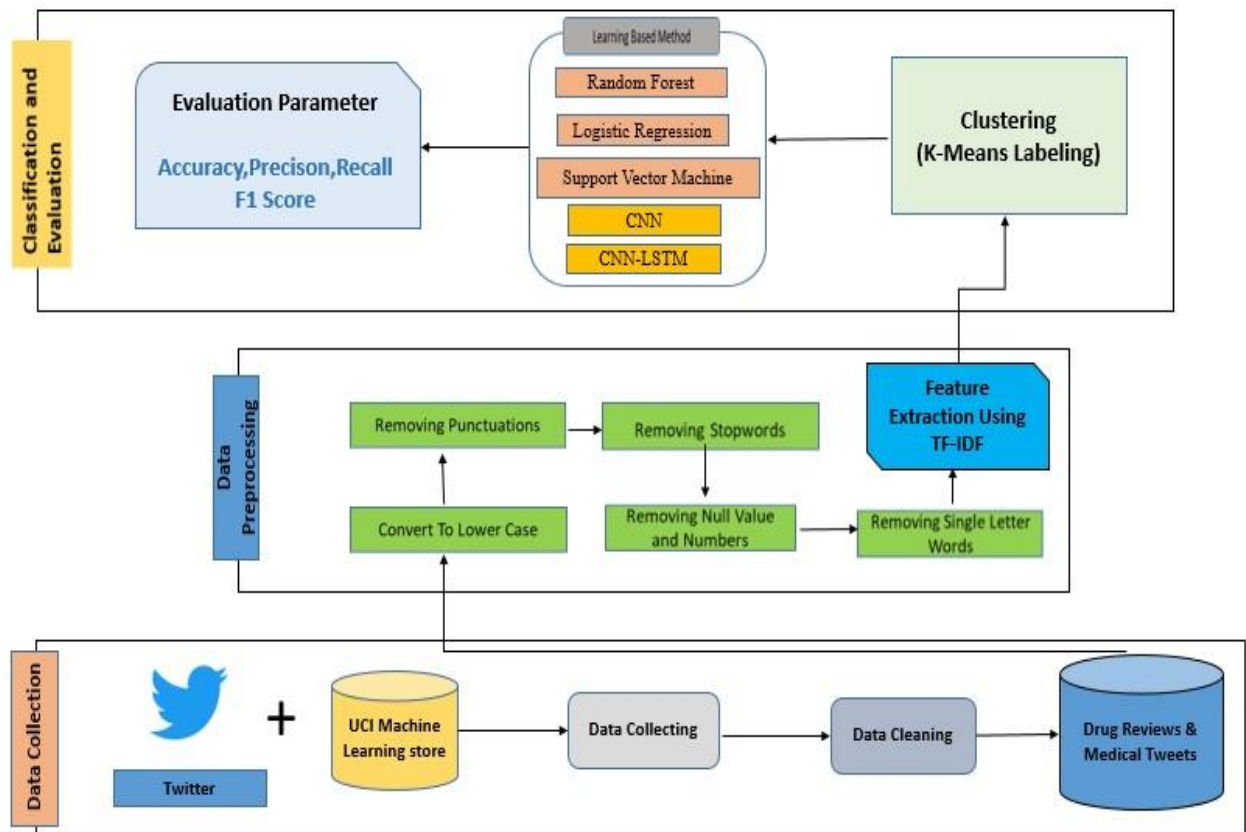 Classification and
Evaluation
Evaluation Parameter
Accuracy,Precison,Recall
F1 Score
Learning Based Method
Random Forest
Logistic Regression
Support Vector Machine
CNN
CNN-LSTM
Clustering
(K-Means Labeling)
Data
Preprocessing
Removing Punctuations
Removing Stopwords
Feature
Extraction Using
TF-IDF
Convert To Lower Case
Removing Null Value
and Numbers
Removing Single Letter
Words
Data Collection
Twitter
+
UCI Machine
Learning store
Data Collecting
Data Cleaning
Drug Reviews &
Medical Tweets